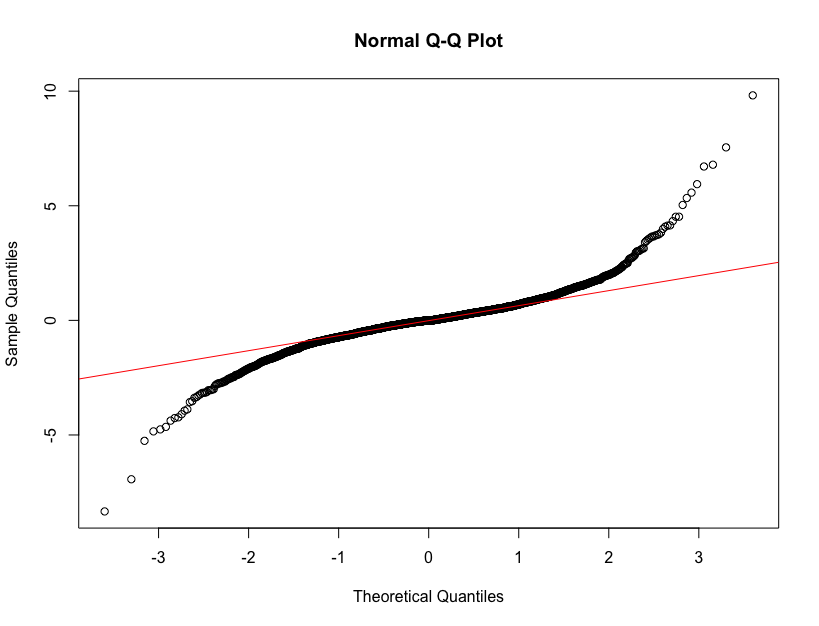 Normal Q-Q Plot
10
5
0
-5
Sample Quantiles
-3 -2 -1 0 1 2 3
Theoretical Quantiles